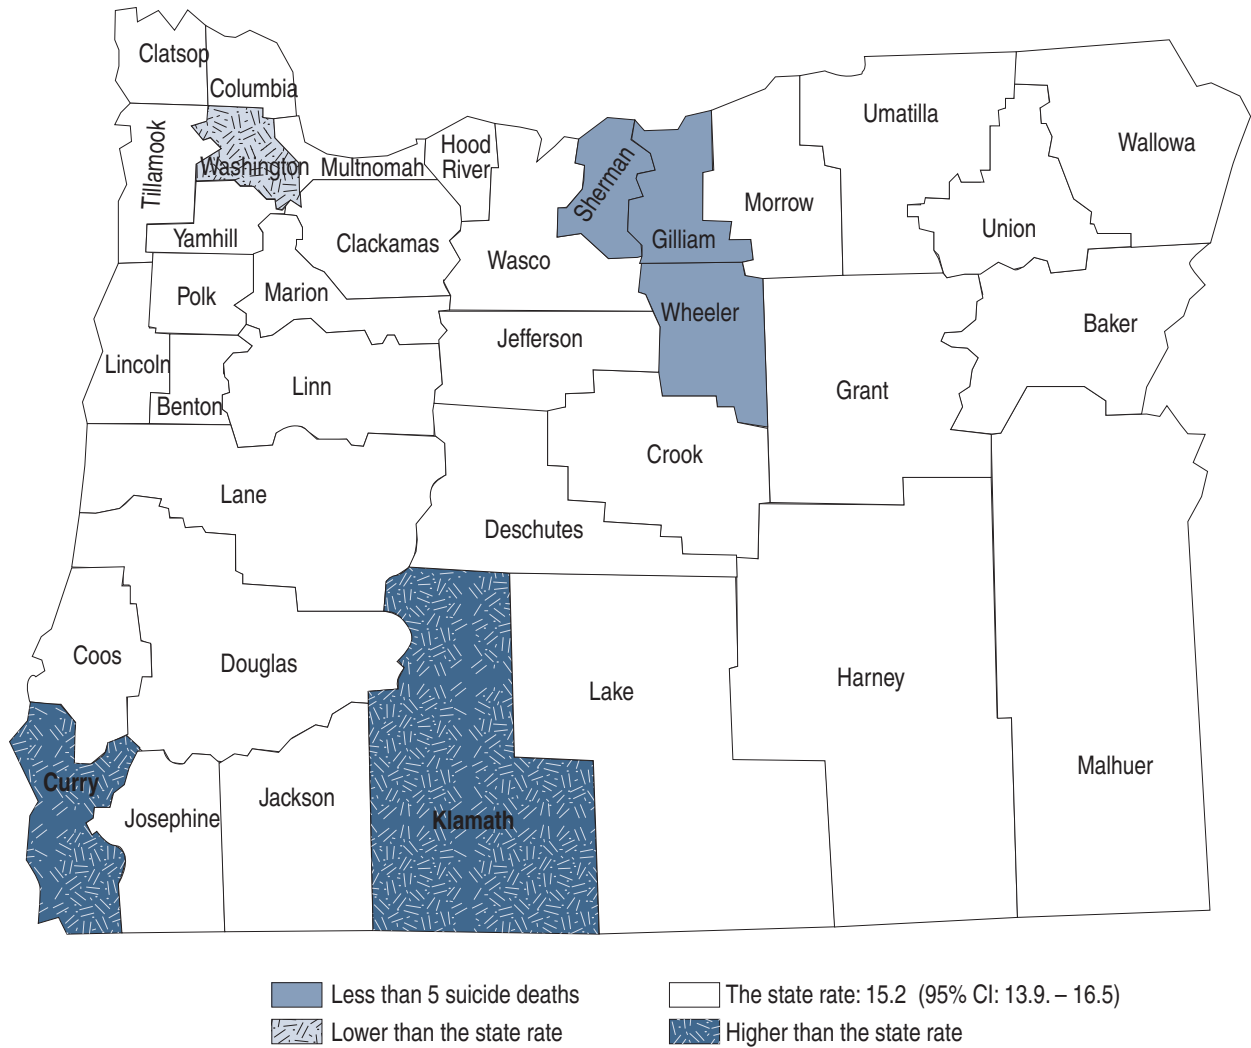 Clatsop
Columbia
Tillamook
Washington
Multnomah
Hood
River
Sherman
Gilliam
Morrow
Umatilla
Wallowa
Union
Yamhill
Clackamas
Wasco
Polk
Marion
Wheeler
Baker
Jefferson
Lincoln
Linn
Benton
Grant
Crook
Lane
Deschutes
Coos
Douglas
Lake
Harney
Malhuer
Curry
Josephine
Jackson
Klamath
Less than 5 suicide deaths
The state rate: 15.2 (95% CI: 13.9. – 16.5)
Lower than the state rate
Higher than the state rate